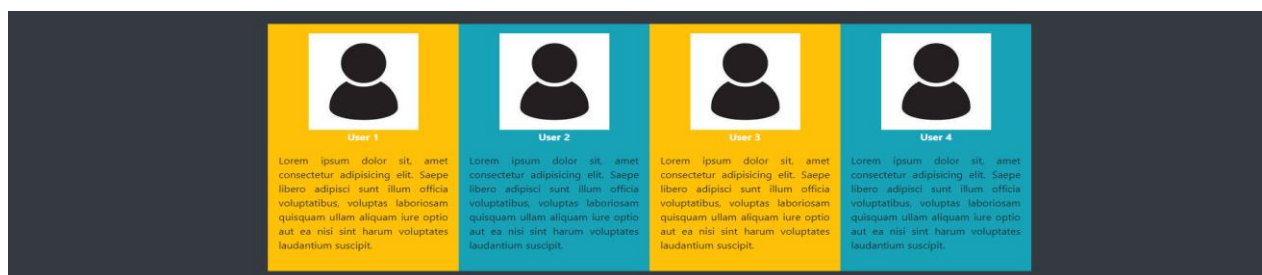 User 1
Lorem ipsum dolor sit, amet
consectetur adipisicing elit. Saepe
libero adipisci sunt illum officia
voluptatibus, voluptas laboriosam
quisquam ullam aliquam iure optio
aut ea nisi sint harum voluptates
laudantium suscipit.
User 2
Lorem ipsum dolor sit, amet
consectetur adipisicing elit. Saepe
libero adipisci sunt illum officia
voluptatibus, voluptas laboriosam
quisquam ullam aliquam iure optio
aut ea nisi sint harum voluptates
laudantium suscipit.
User 3
Lorem ipsum dolor sit, amet
consectetur adipisicing elit. Saepe
libero adipisci sunt illum officia
voluptatibus, voluptas laboriosam
quisquam ullam aliquam iure optio
aut ea nisi sint harum voluptates
laudantium suscipit.
User 4
Lorem ipsum dolor sit, amet
consectetur adipisicing elit. Saepe
libero adipisci sunt illum officia
voluptatibus, voluptas laboriosam
quisquam ullam aliquam iure optio
aut ea nisi sint harum voluptates
laudantium suscipit.